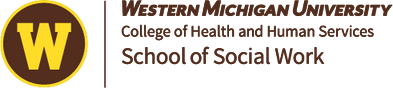 W
WESTERN MICHIGAN UNIVERSITY
College of Health and Human Services
School of Social Work